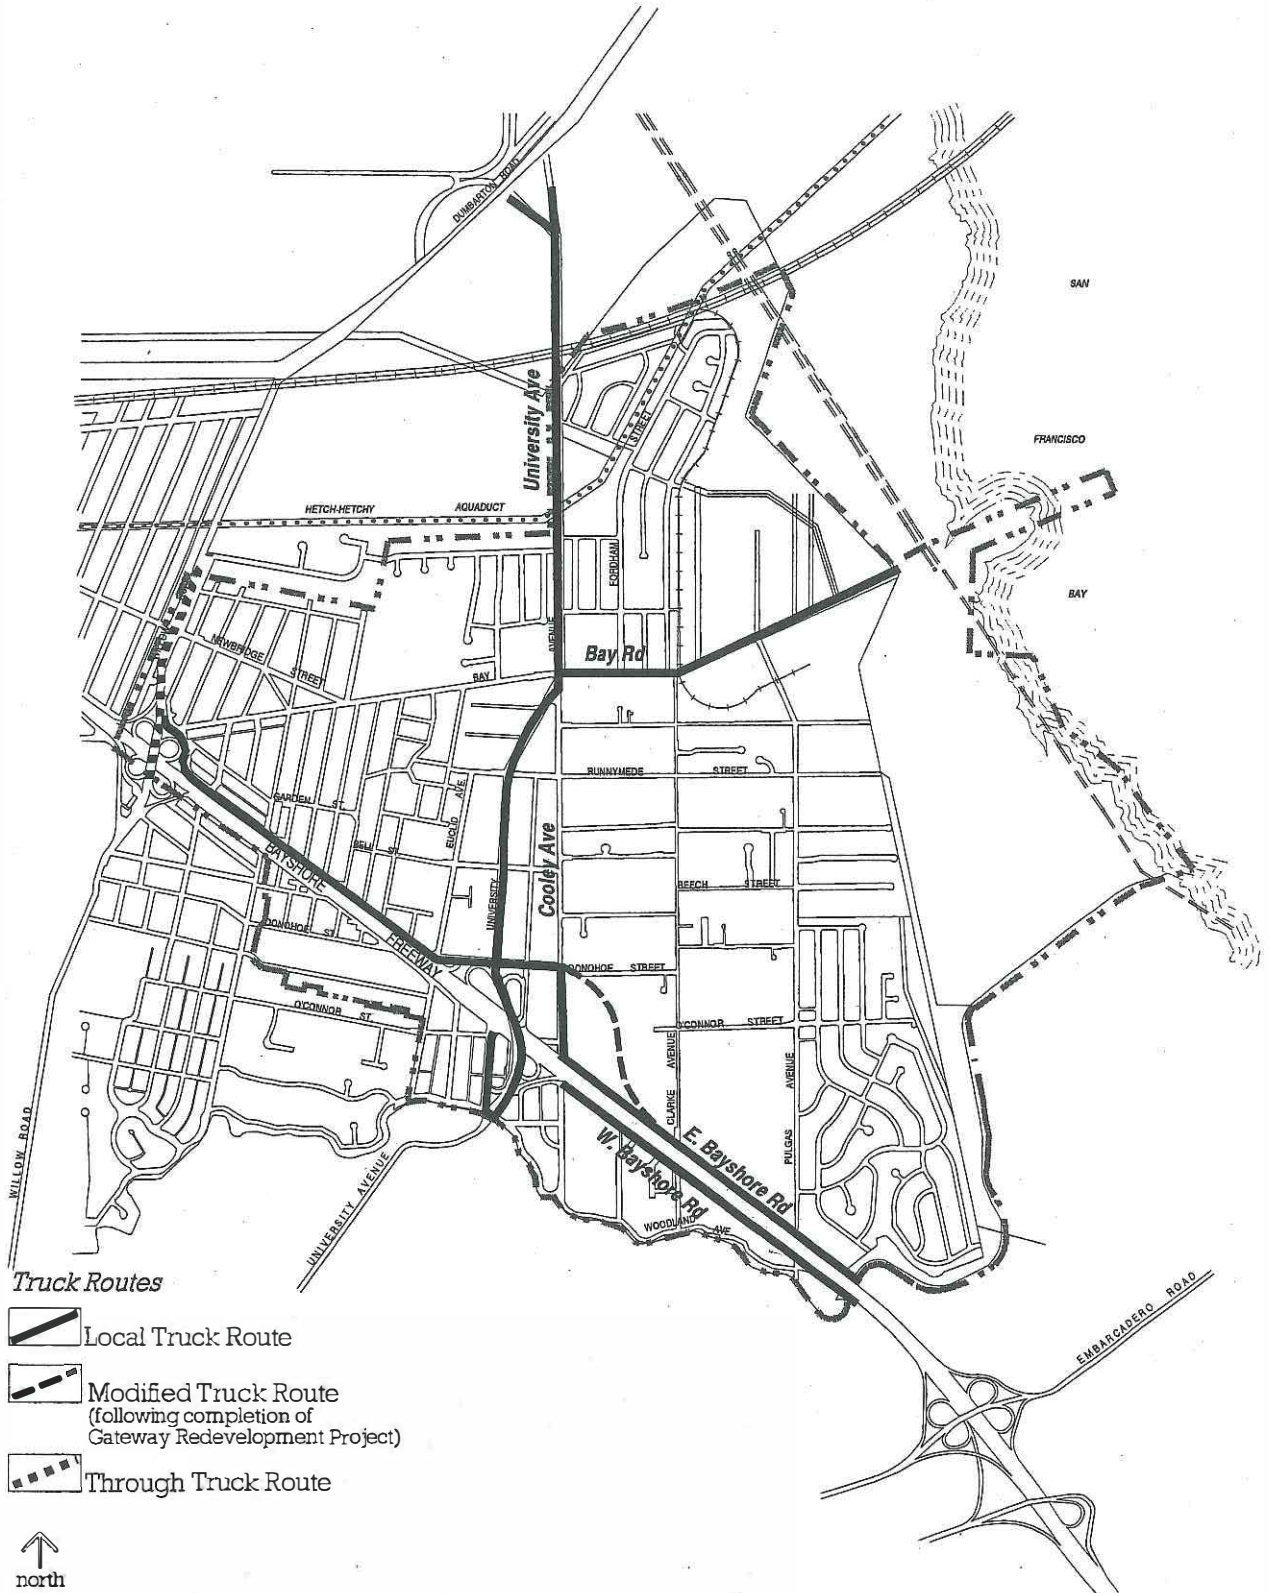 DUMBARTON ROAD
SAN
FRANCISCO
BAY
University Ave
STREET
HETCH-HETCHY
AQUADUCT
FORDHAM
AVENUE
NEWBRIDGE
STREET
BAY
Bay Rd
RUNNYMEDE
STREET
GARDEN ST.
EUCLID AVE.
BELL ST.
BAYSHORE
FREEWAY
UNIVERSITY
Cooley Ave
BEECH
STREET
DONOHOE ST.
DONOHOE STREET
O'CONNOR ST.
O'CONNOR STREET
CLARKE AVENUE
PULGAS AVENUE
E. Bayshore Rd
W. Bayshore Rd
WOODLAND AVE
WILLOW ROAD
UNIVERSITY AVENUE
EMBARCADERO ROAD
Truck Routes
Local Truck Route
Modified Truck Route
(following completion of
Gateway Redevelopment Project)
Through Truck Route
north